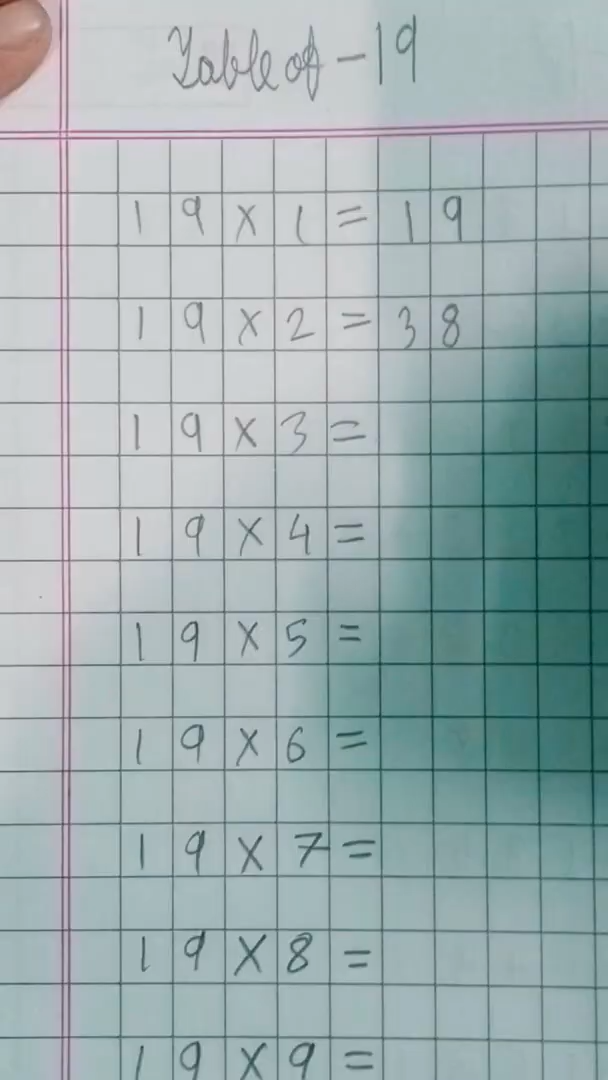 Table of - 19
19 × 1 = 19
19 × 2 = 38
19 × 3 =
19 × 4 =
19 × 5 =
19 × 6 =
19 × 7 =
19 × 8 =
19 × 9 =